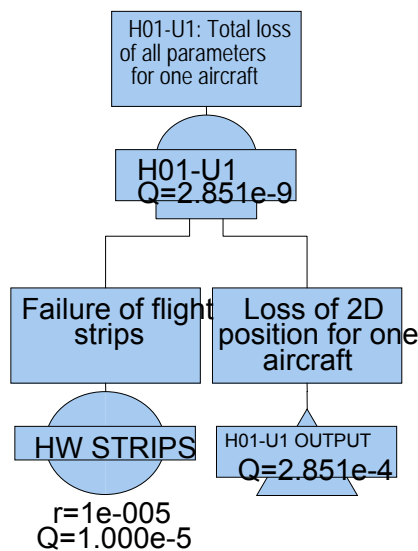 H01-U1: Total loss
of all parameters
for one aircraft
H01-U1
Q=2.851e-9
Failure of flight
strips
Loss of 2D
position for one
aircraft
HW STRIPS
r=1e-005
Q=1.000e-5
H01-U1 OUTPUT
Q=2.851e-4